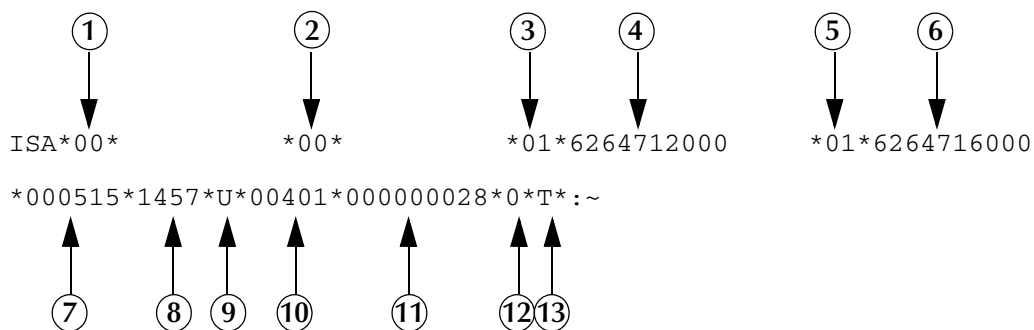 1 2 3 4 5 6
ISA*00*          *00*          *01*6264712000     *01*6264716000
*000515*1457*U*00401*000000028*0*T*:~
7 8 9 10 11 12 13